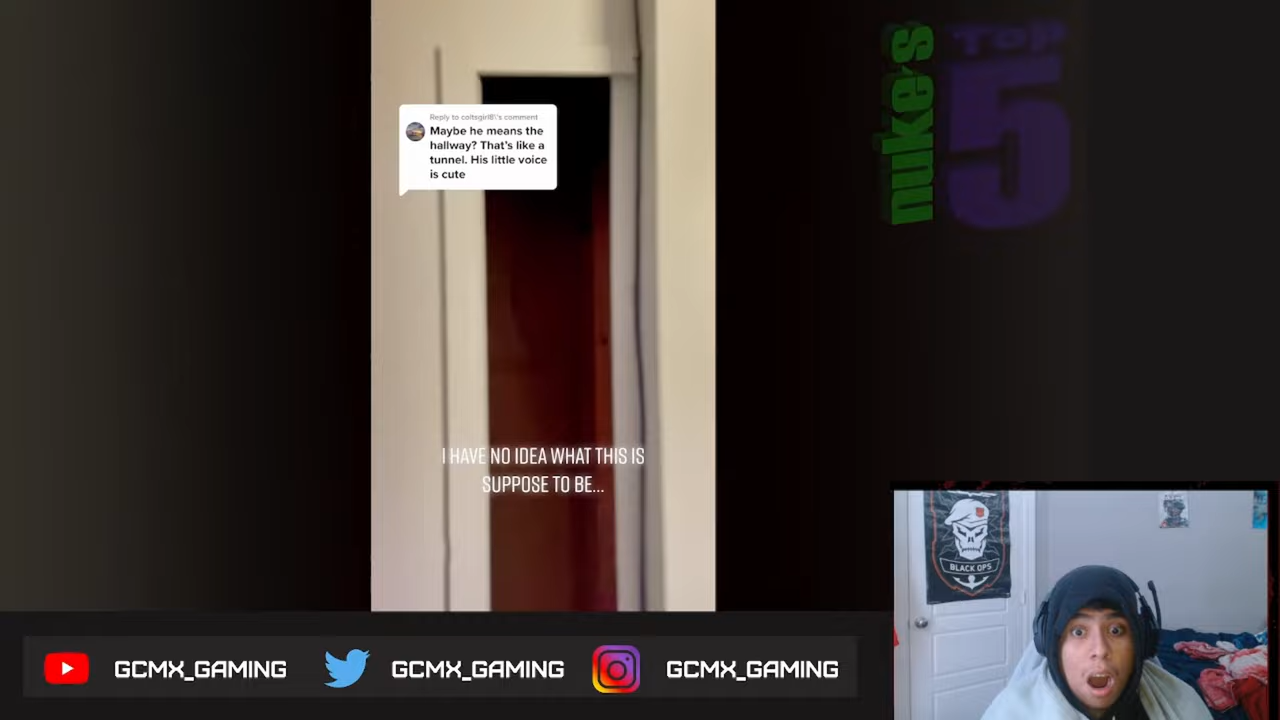 nuke's
TOP
5
Reply to coltsgirl8\'s comment
Maybe he means the
hallway? That's like a
tunnel. His little voice
is cute
I HAVE NO IDEA WHAT THIS IS
SUPPOSE TO BE...
BLACK OPS
GCMX_GAMING
GCMX_GAMING
GCMX_GAMING